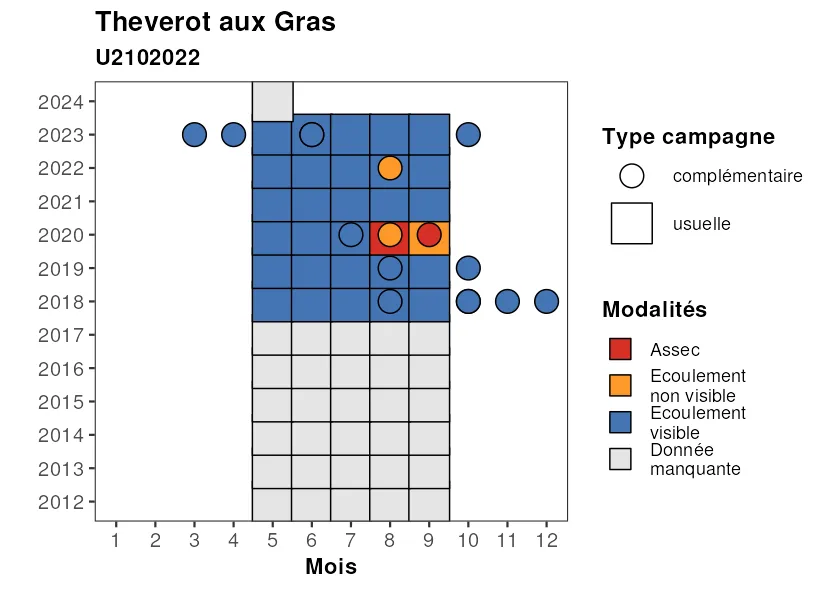 Theverot aux Gras
U2102022
2024
2023
2022
2021
2020
2019
2018
2017
2016
2015
2014
2013
2012
1 2 3 4 5 6 7 8 9 10 11 12
Mois
Type campagne
complémentaire
usuelle
Modalités
Assec
Ecoulement
non visible
Ecoulement
visible
Donnée
manquante